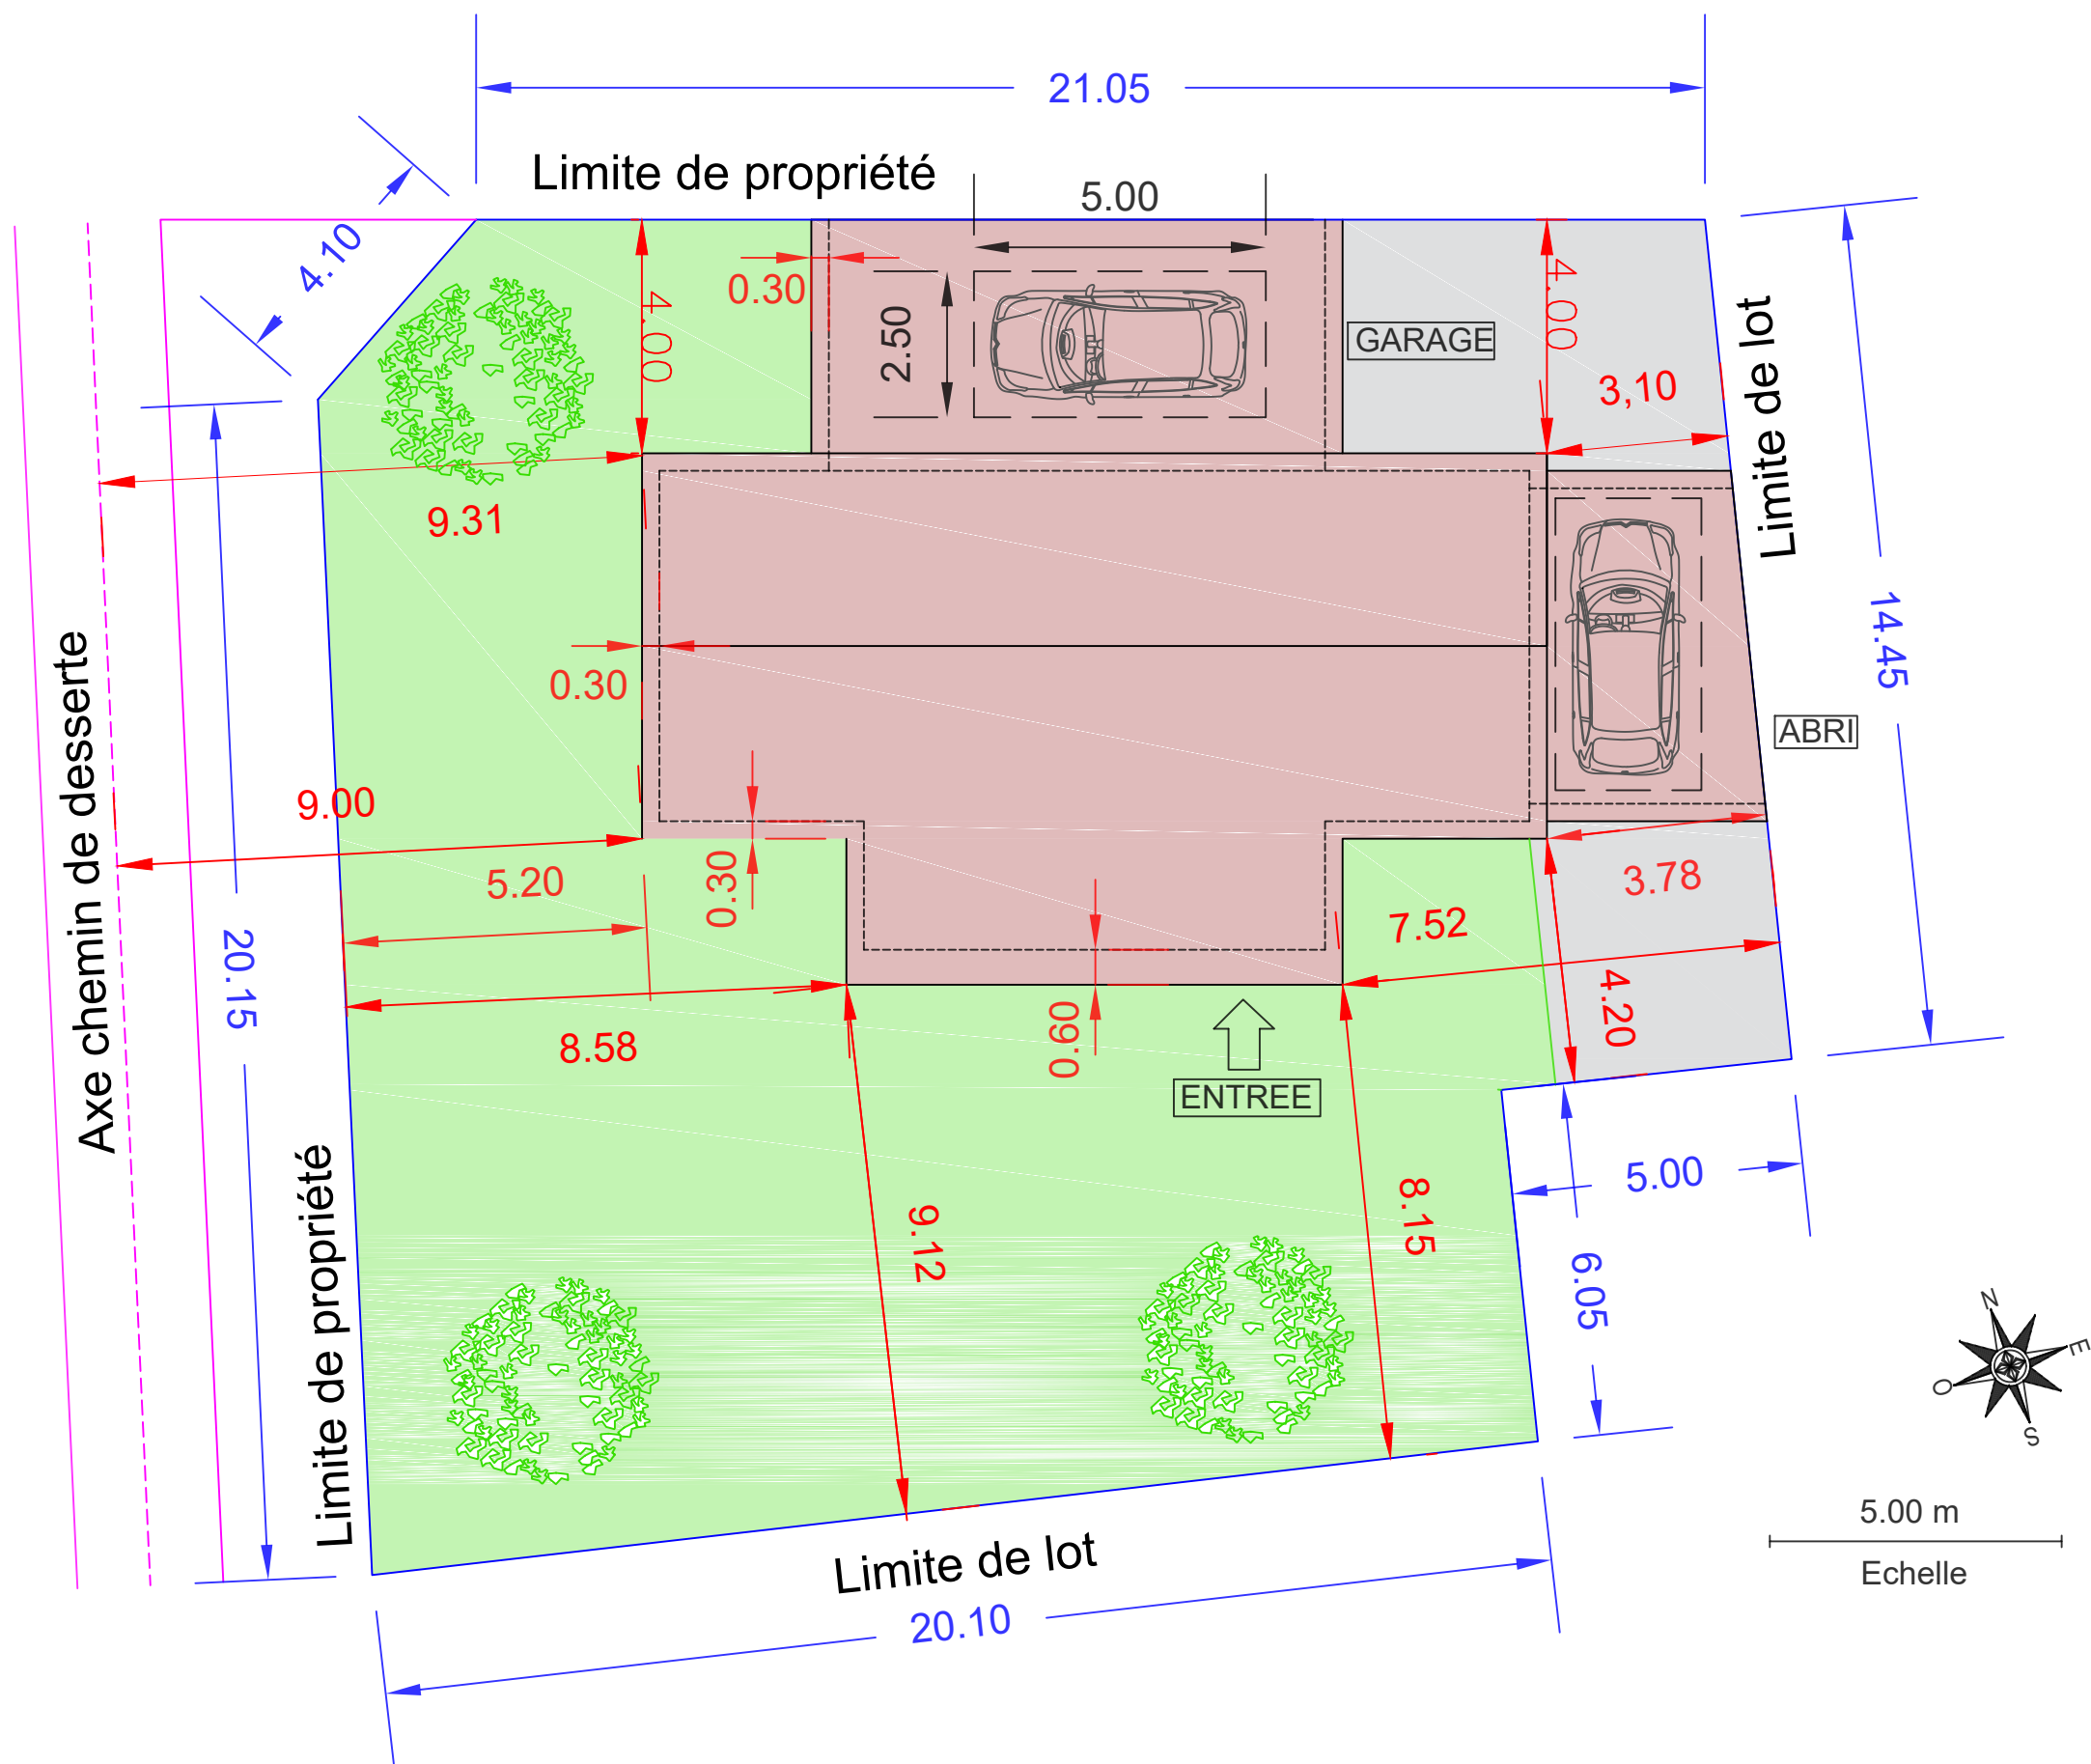 21.05
Limite de propriété
5.00
4.10
0.30
4.00
2.50
GARAGE
4.00
3,10
Limite de lot
9.31
14.45
0.30
ABRI
Axe chemin de desserte
9.00
5.20
0.30
3.78
7.52
20.15
4.20
8.58
0.60
ENTREE
5.00
9.12
8.15
6.05
Limite de propriété
N
E
O
S
5.00 m
Echelle
Limite de lot
20.10